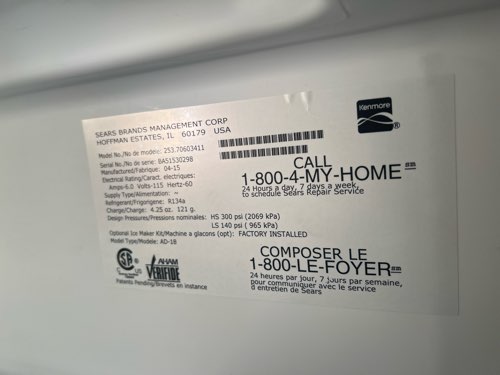 SEARS BRANDS MANAGEMENT CORP
HOFFMAN ESTATES, IL 60179 USA
Model No./No de modele: 253.70603411
Serial No./No de serie: BA51530298
Manufactured/Fabrique: 04-15
Electrical Rating/Caract. electriques:
Amps-6.0 Volts-115 Hertz-60
Supply Type/Alimentation: ~
Refrigerant/Frigorigene: R134a
Charge/Charge: 4.25 oz. 121 g.
Design Pressures/Pressions nominales: HS 300 psi (2069 kPa)
LS 140 psi ( 965 kPa)
Optional Ice Maker Kit/Machine a glacons (opt): FACTORY INSTALLED
Model Type/Modele: AD-18
Kenmore
®
CALL
1-800-4-MY-HOME℠
24 Hours a day, 7 days a week,
to schedule Sears Repair Service
COMPOSER LE
1-800-LE-FOYER℠
24 heures par jour, 7 jours par semaine,
pour communiquer avec le service
d entretien de Sears
US
AHAM
VERIFIDE
Patents Pending/Brevets en instance